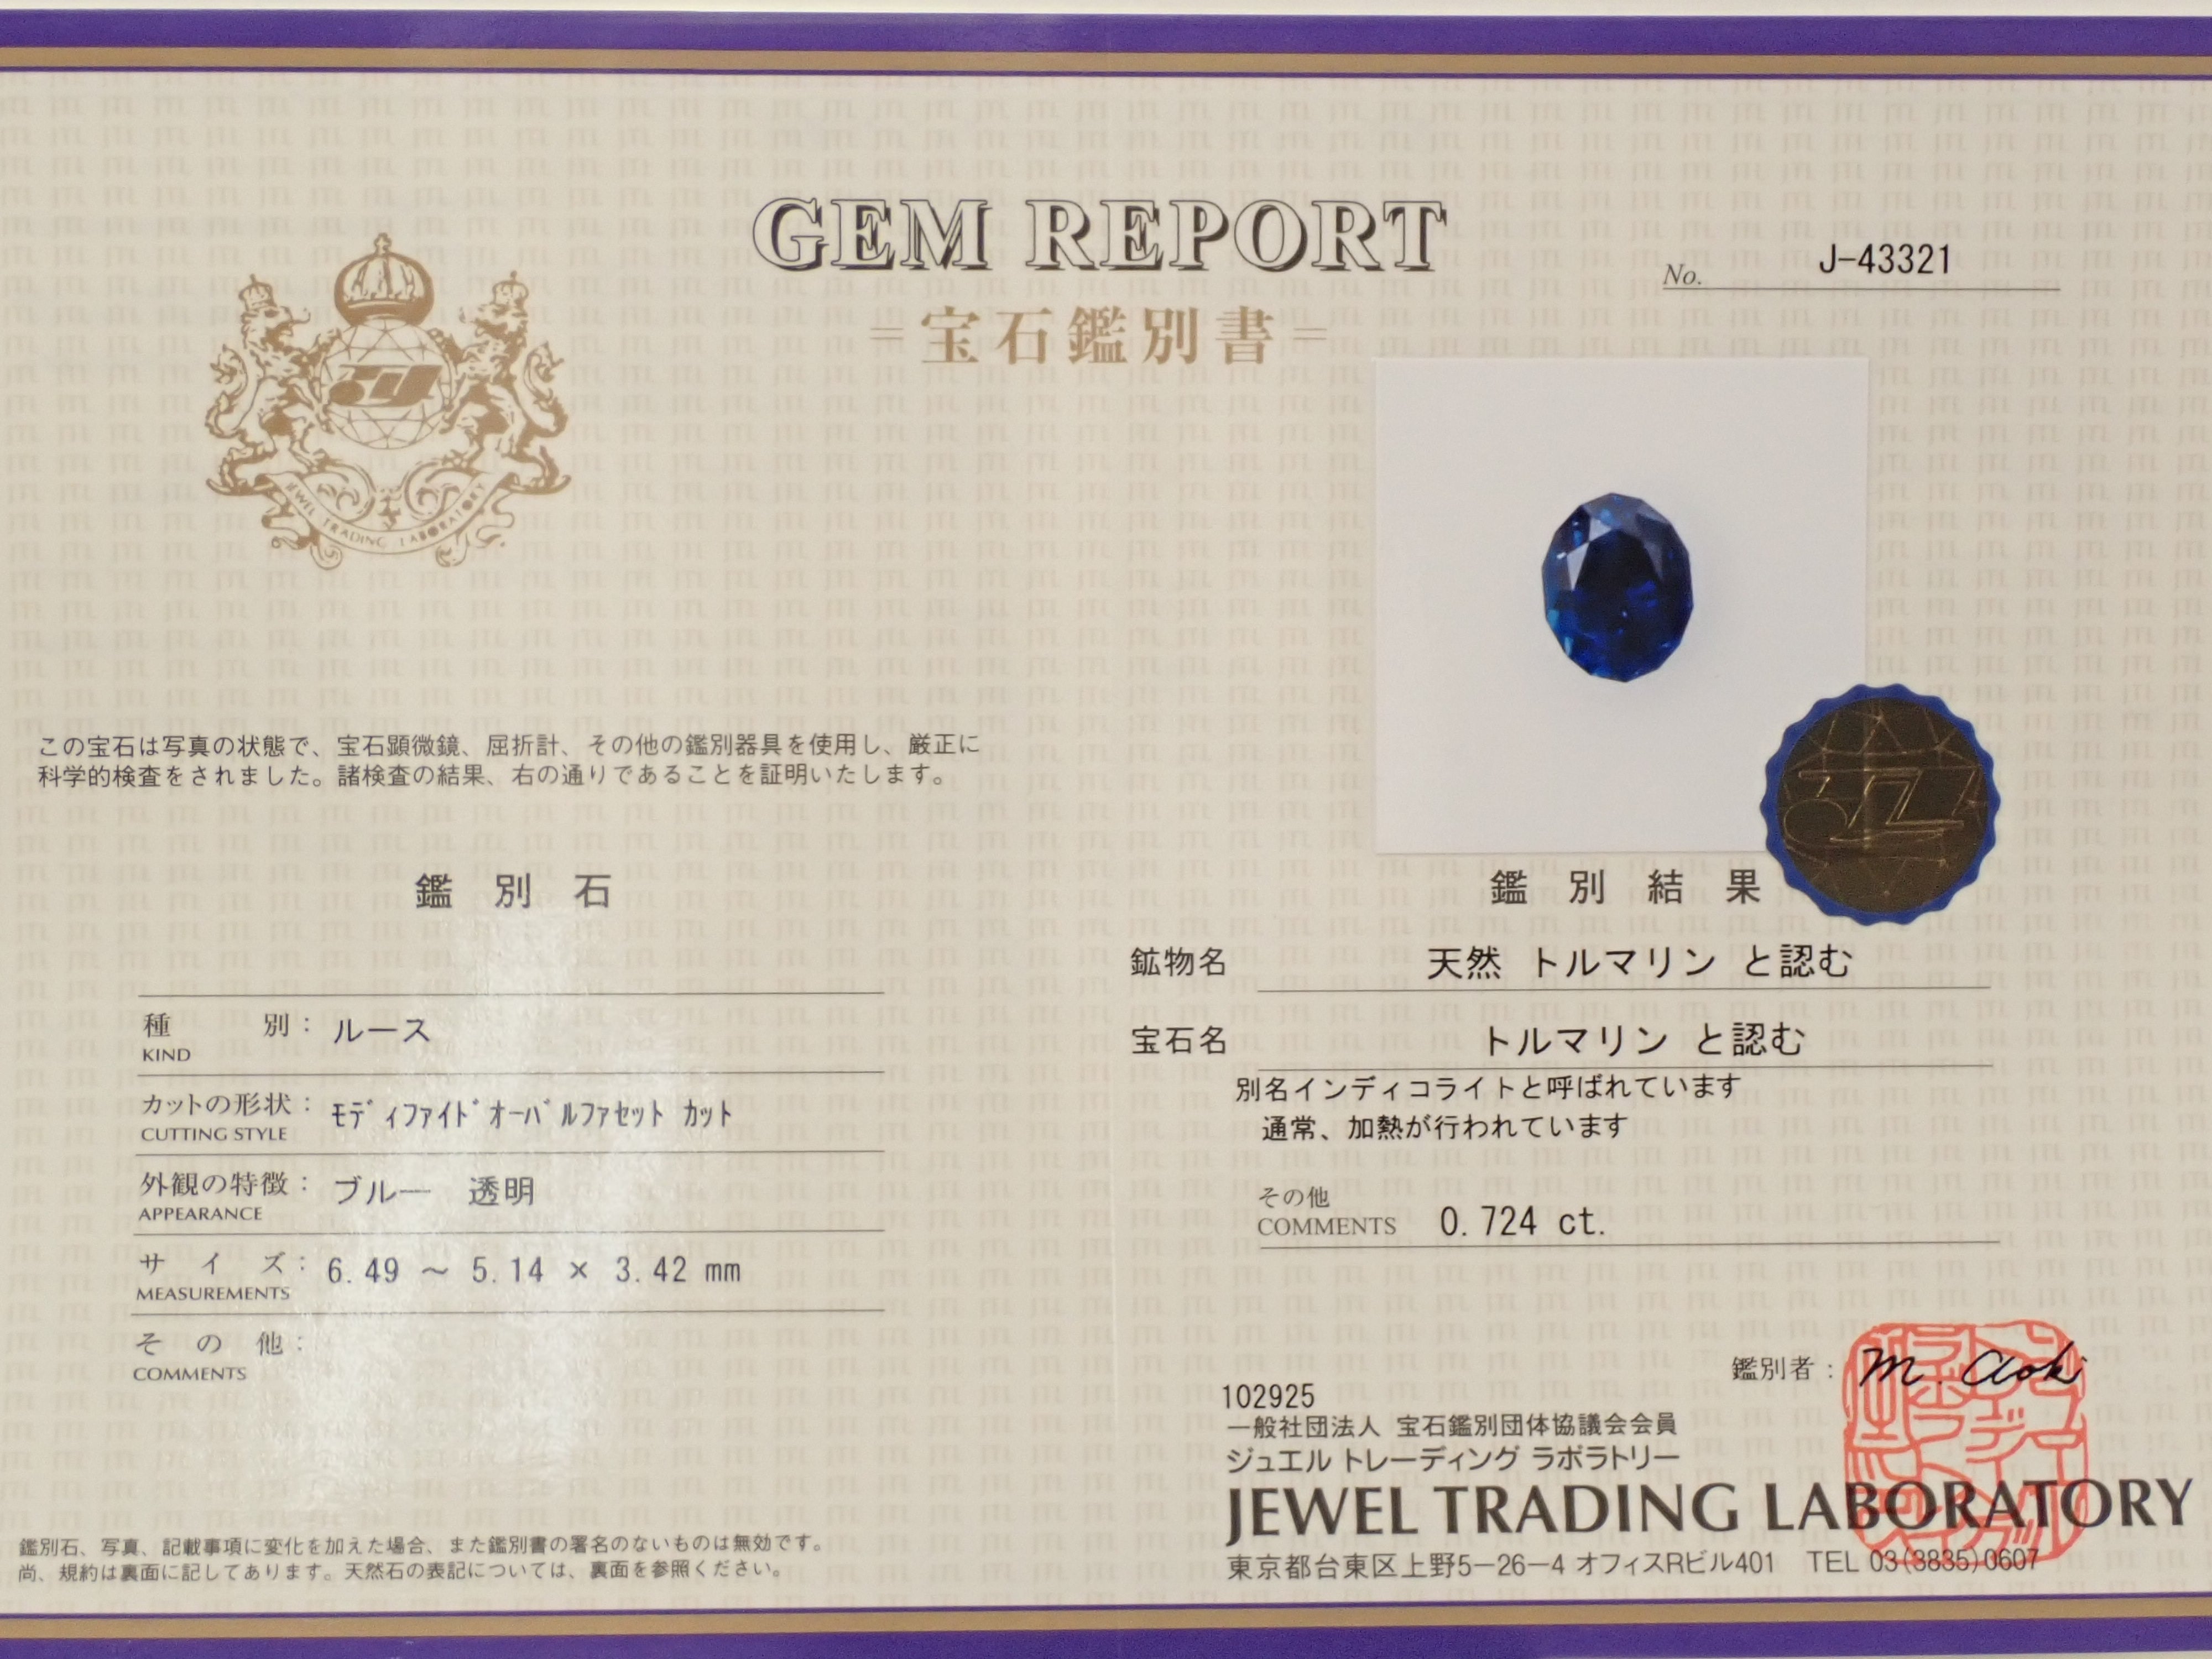 GEM REPORT
=宝石鑑別書=
No. J-43321
JEWEL TRADING LABORATORY
この宝石は写真の状態で、宝石顕微鏡、屈折計、その他の鑑別器具を使用し、厳正に
科学的検査をされました。諸検査の結果、右の通りであることを証明いたします。
鑑別石
種別: ルース
KIND
カットの形状: ﾓﾃﾞｨﾌｧｲﾄﾞｵｰﾊﾞﾙﾌｧｾｯﾄ ｶｯﾄ
CUTTING STYLE
外観の特徴: ブルー 透明
APPEARANCE
サイズ: 6.49 ～ 5.14 × 3.42 mm
MEASUREMENTS
その他:
COMMENTS
鑑別石、写真、記載事項に変化を加えた場合、また鑑別書の署名のないものは無効です。
尚、規約は裏面に記してあります。天然石の表記については、裏面を参照ください。
鑑別結果
鉱物名 天然 トルマリン と認む
宝石名 トルマリン と認む
別名インディコライトと呼ばれています
通常、加熱が行われています
その他
COMMENTS 0.724 ct.
鑑別者: M. Aoki
102925
一般社団法人 宝石鑑別団体協議会会員
ジュエル トレーディング ラボラトリー
JEWEL TRADING LABORATORY
東京都台東区上野5−26−4 オフィスRビル401 TEL 03(3835)0607